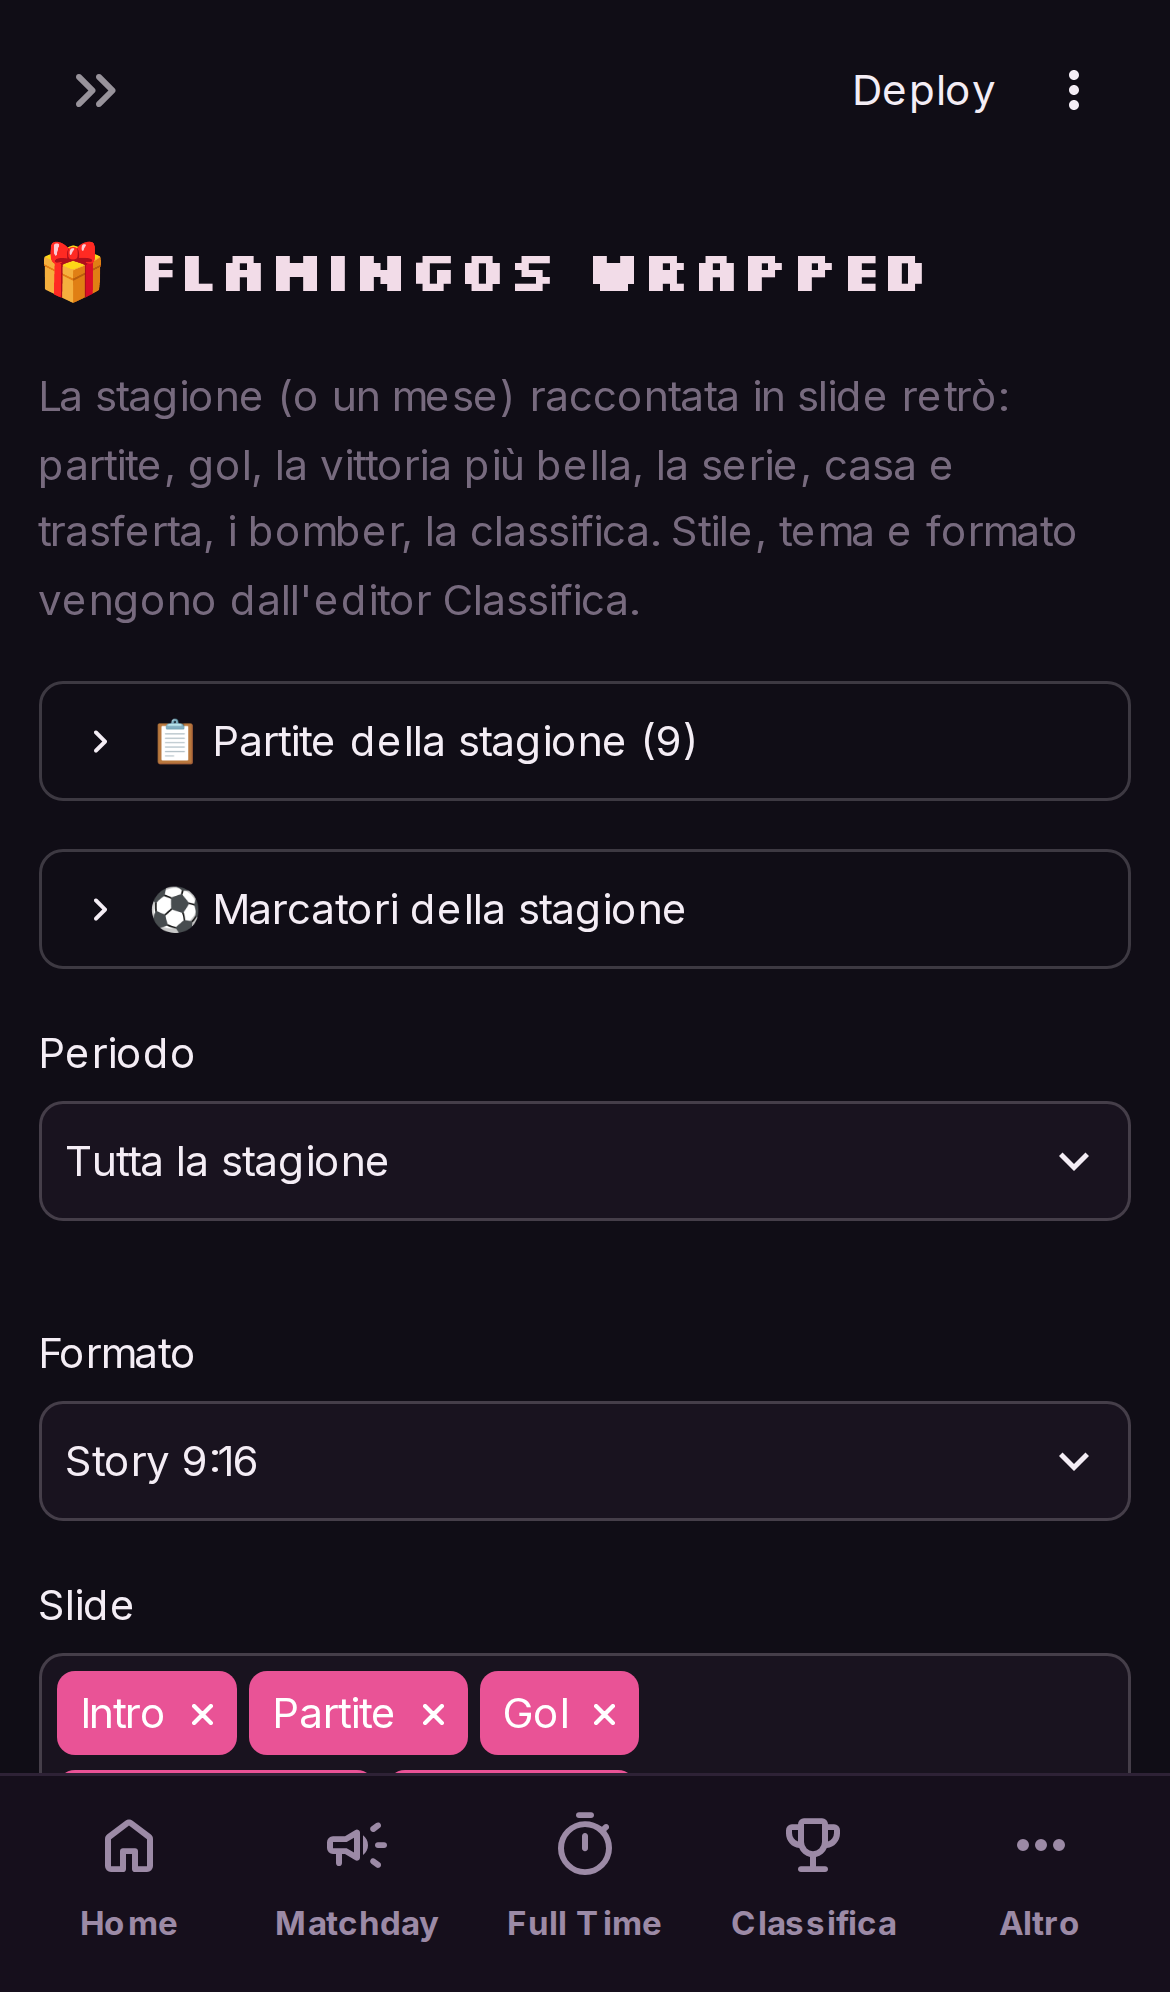 Deploy
🎁 FLAMINGOS WRAPPED
La stagione (o un mese) raccontata in slide retrò:
partite, gol, la vittoria più bella, la serie, casa e
trasferta, i bomber, la classifica. Stile, tema e formato
vengono dall'editor Classifica.
📋 Partite della stagione (9)
⚽ Marcatori della stagione
Periodo
Tutta la stagione
Formato
Story 9:16
Slide
Intro × Partite × Gol ×
Home Matchday Full Time Classifica Altro